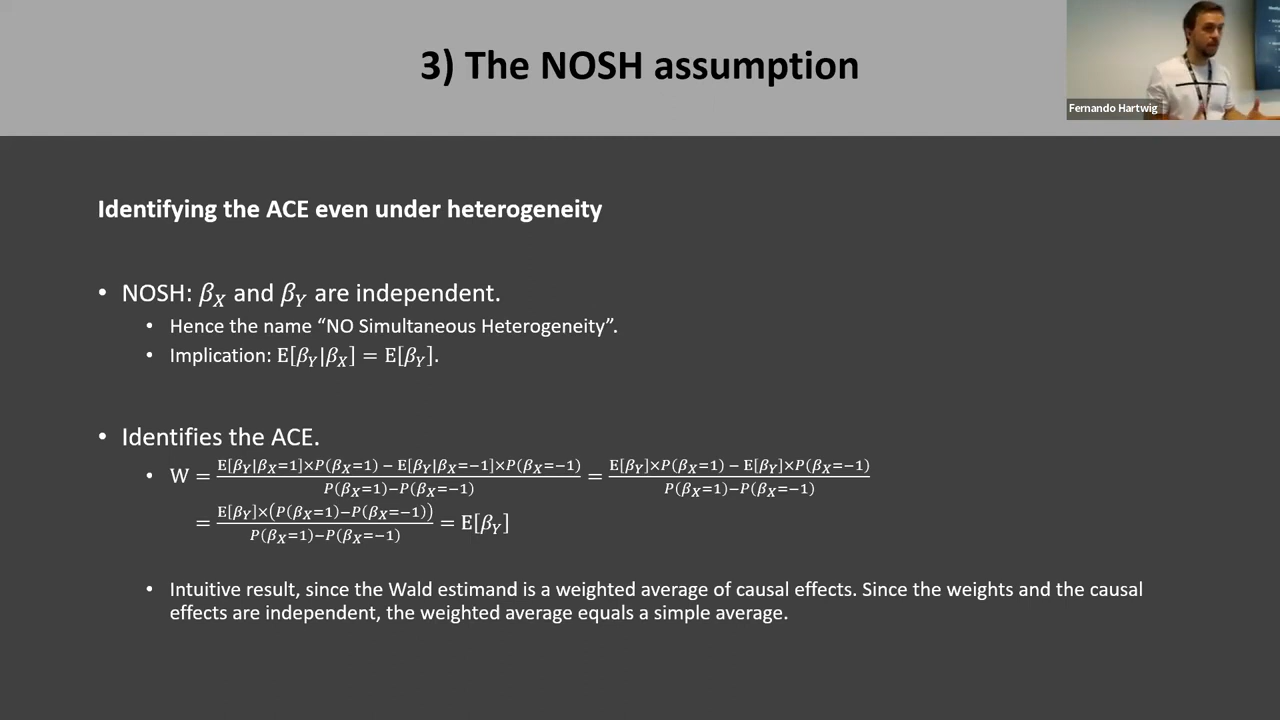 3) The NOSH assumption
Fernando Hartwig
Identifying the ACE even under heterogeneity
• NOSH: βX and βY are independent.
• Hence the name “NO Simultaneous Heterogeneity”.
• Implication: E[βY|βX] = E[βY].
• Identifies the ACE.
• W = (E[βY|βX=1]×P(βX=1) − E[βY|βX=−1]×P(βX=−1)) / (P(βX=1)−P(βX=−1)) = (E[βY]×P(βX=1) − E[βY]×P(βX=−1)) / (P(βX=1)−P(βX=−1))
= (E[βY]×(P(βX=1)−P(βX=−1))) / (P(βX=1)−P(βX=−1)) = E[βY]
• Intuitive result, since the Wald estimand is a weighted average of causal effects. Since the weights and the causal
effects are independent, the weighted average equals a simple average.